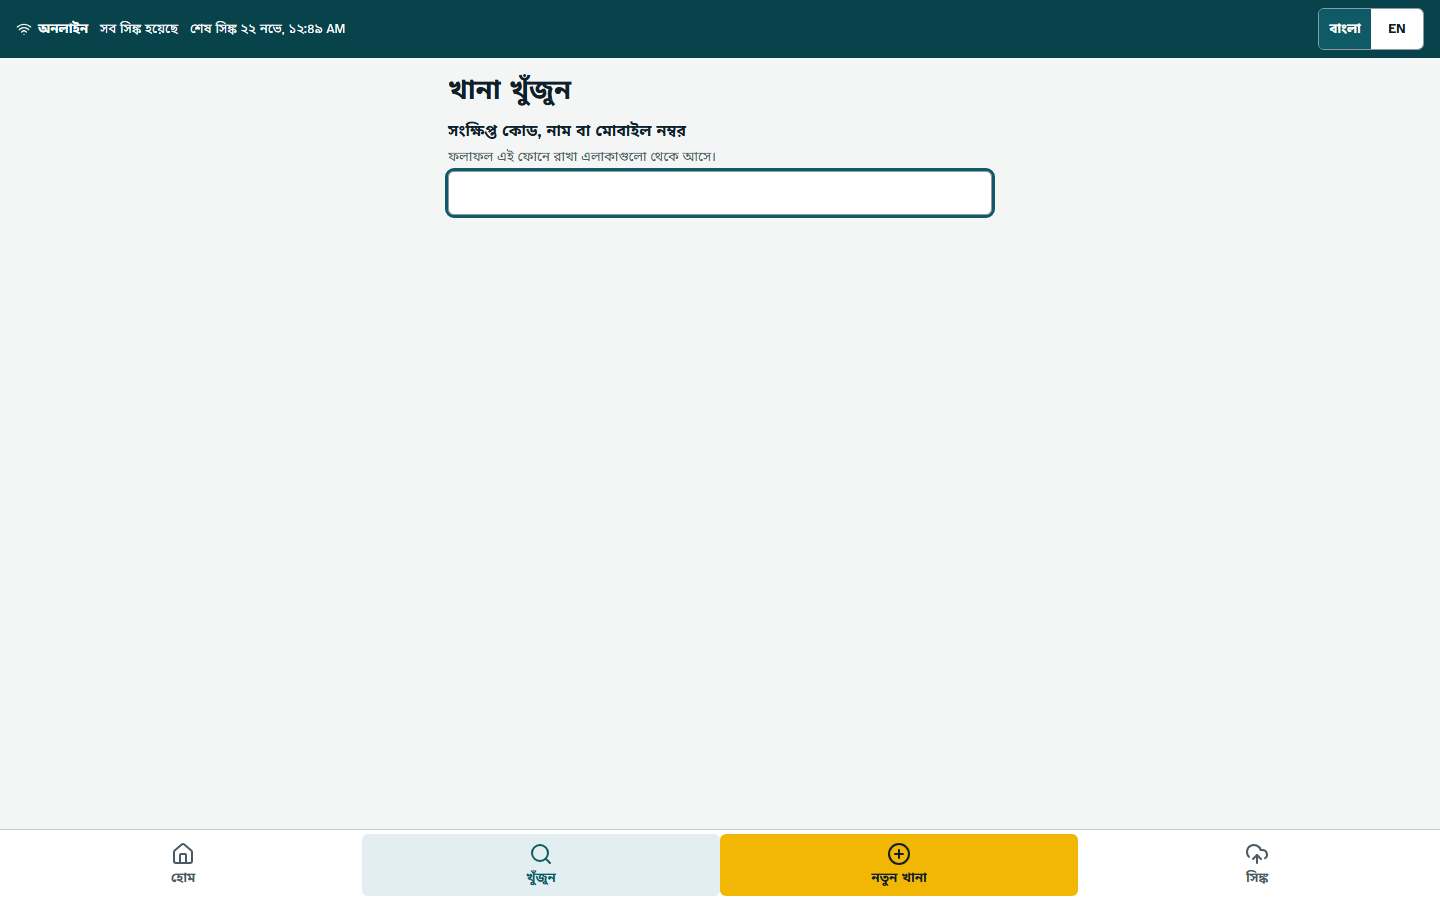 অনলাইন সব সিঙ্ক হয়েছে শেষ সিঙ্ক ২২ নভে, ১২:৪৯ AM
বাংলা EN
খানা খুঁজুন
সংক্ষিপ্ত কোড, নাম বা মোবাইল নম্বর
ফলাফল এই ফোনে রাখা এলাকাগুলো থেকে আসে।
হোম
খুঁজুন
নতুন খানা
সিঙ্ক